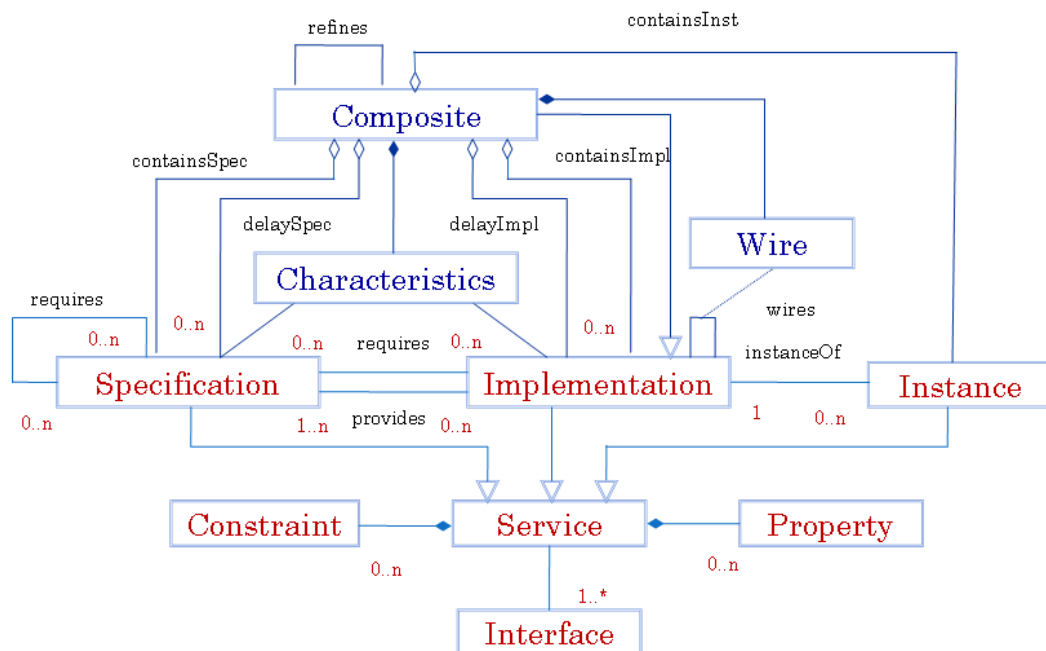 containsInst
refines
Composite
containsSpec
containsImpl
delaySpec
delayImpl
Wire
Characteristics
requires
wires
0..n
0..n
0..n
requires
0..n
0..n
instanceOf
Specification
Implementation
Instance
0..n
1..n
provides
0..n
1
0..n
Constraint
Service
Property
0..n
0..n
1..*
Interface